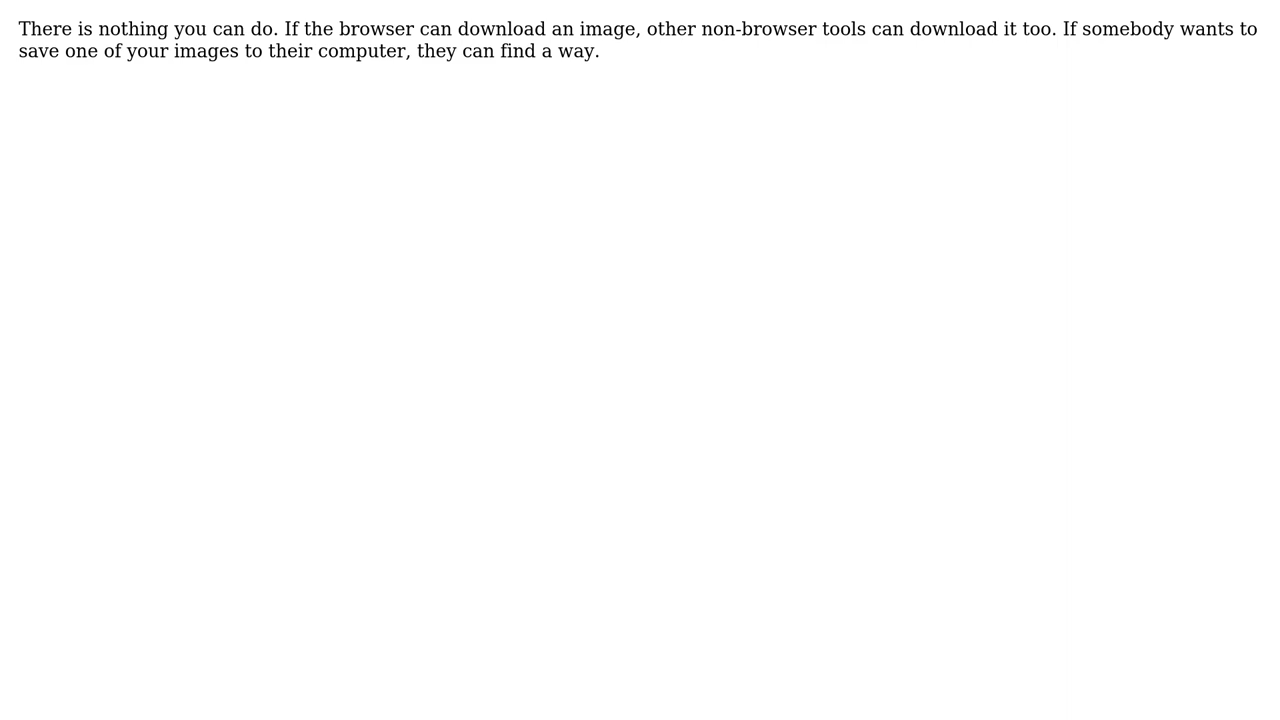 There is nothing you can do. If the browser can download an image, other non-browser tools can download it too. If somebody wants to
save one of your images to their computer, they can find a way.